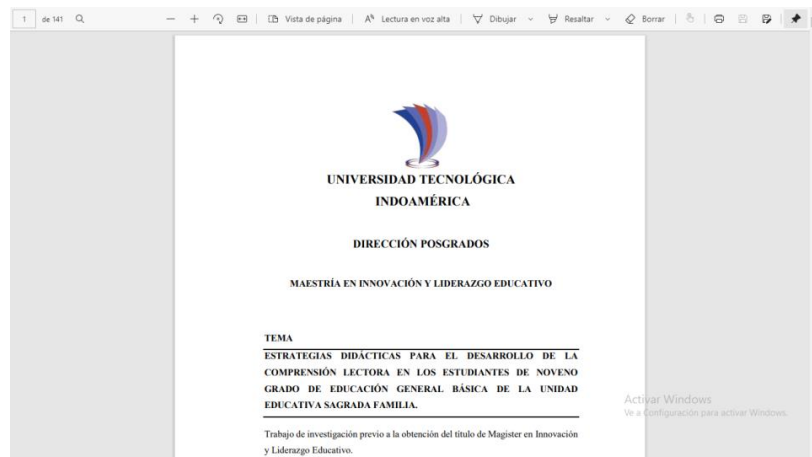 1 de 141 Vista de página Lectura en voz alta Dibujar Resaltar Borrar
UNIVERSIDAD TECNOLÓGICA
INDOAMÉRICA
DIRECCIÓN POSGRADOS
MAESTRÍA EN INNOVACIÓN Y LIDERAZGO EDUCATIVO
TEMA
ESTRATEGIAS DIDÁCTICAS PARA EL DESARROLLO DE LA
COMPRENSIÓN LECTORA EN LOS ESTUDIANTES DE NOVENO
GRADO DE EDUCACIÓN GENERAL BÁSICA DE LA UNIDAD
EDUCATIVA SAGRADA FAMILIA.
Activar Windows
Ve a Configuración para activar Windows.
Trabajo de investigación previo a la obtención del título de Magister en Innovación
y Liderazgo Educativo.